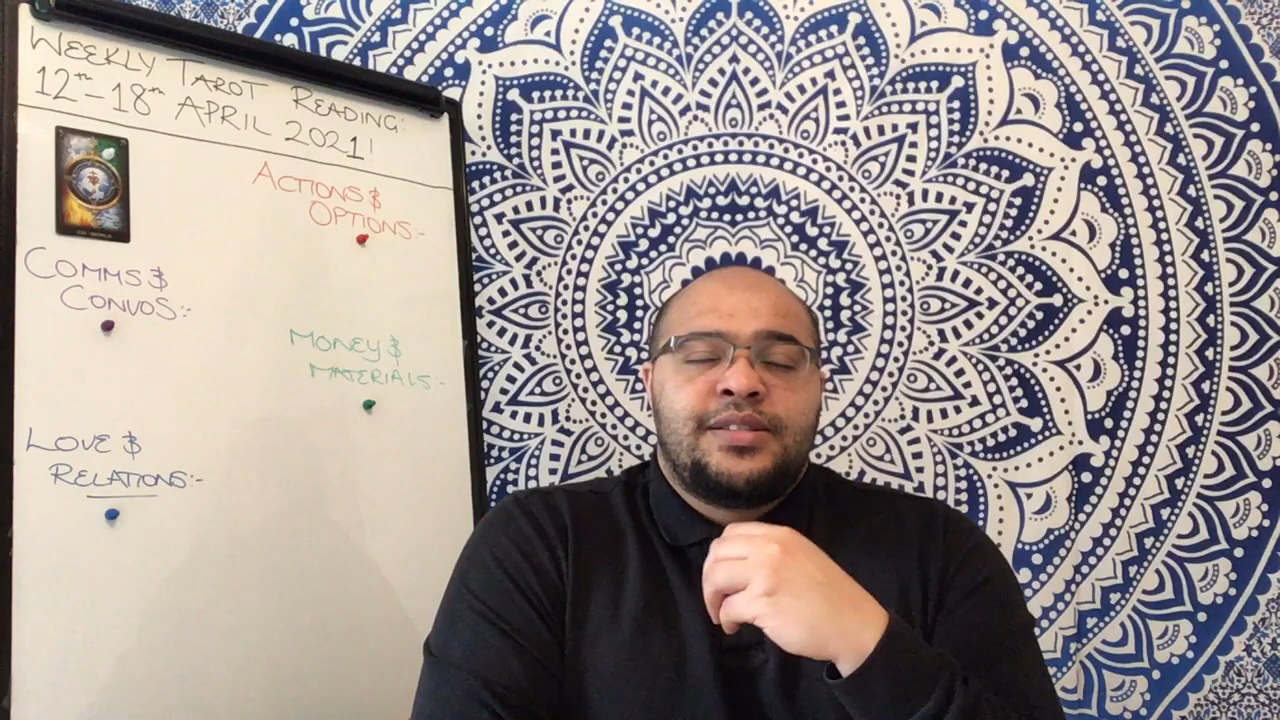 WEEKLY TAROT READING:
12TH-18TH APRIL 2021!
ACTIONS &
OPTIONS:-
COMMS &
CONVOS:-
MONEY &
MATERIALS:-
LOVE &
RELATIONS:-